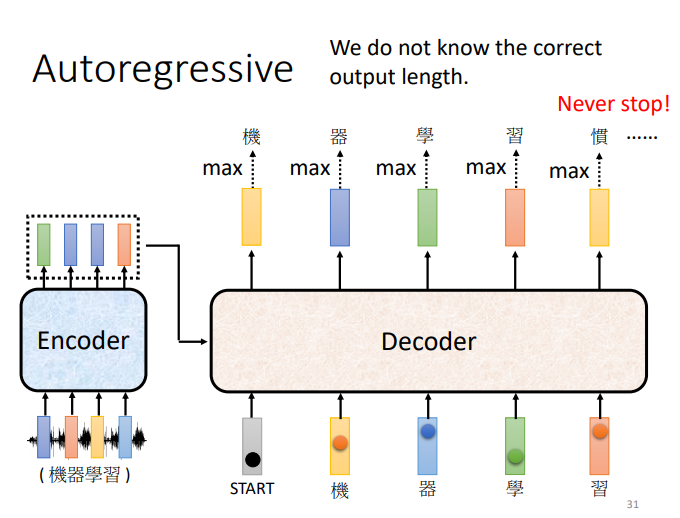 Autoregressive
We do not know the correct
output length.
Never stop!
機 器 學 習 慣 ……
max max max max max
Encoder
Decoder
( 機器學習 )
START 機 器 學 習
31